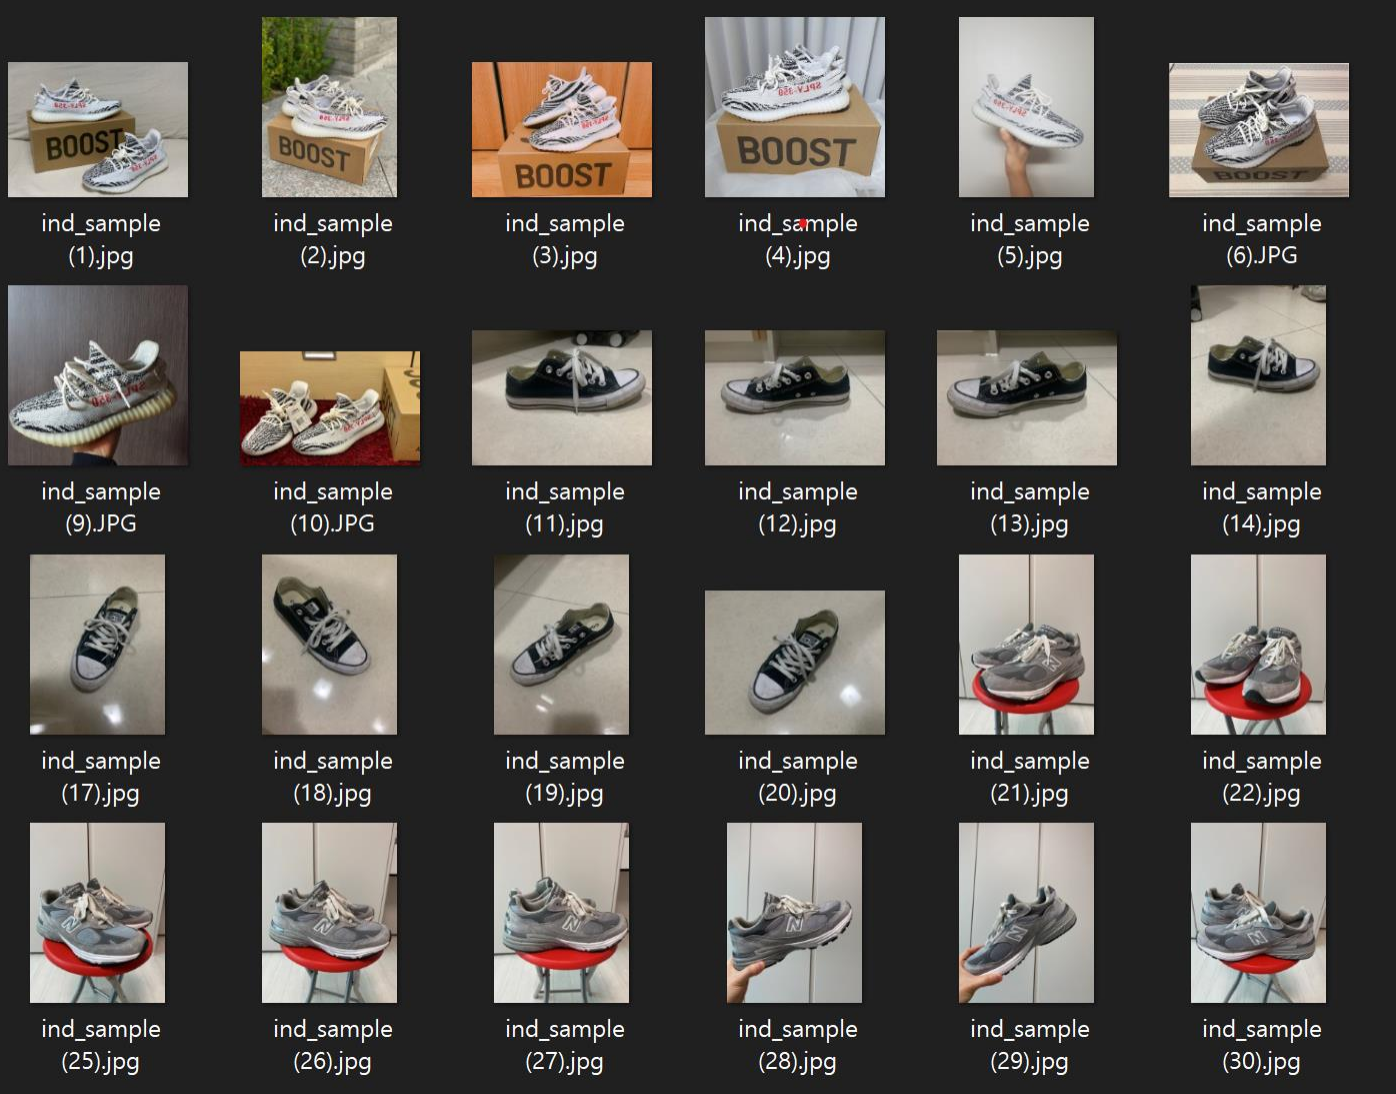 BOOST
BOOST
BOOST
BOOST
BOOST
ind_sample
(1).jpg
ind_sample
(2).jpg
ind_sample
(3).jpg
ind_sample
(4).jpg
ind_sample
(5).jpg
ind_sample
(6).JPG
ind_sample
(9).JPG
ind_sample
(10).JPG
ind_sample
(11).jpg
ind_sample
(12).jpg
ind_sample
(13).jpg
ind_sample
(14).jpg
N
N
ind_sample
(17).jpg
ind_sample
(18).jpg
ind_sample
(19).jpg
ind_sample
(20).jpg
ind_sample
(21).jpg
ind_sample
(22).jpg
N
N
N
N
N
N
ind_sample
(25).jpg
ind_sample
(26).jpg
ind_sample
(27).jpg
ind_sample
(28).jpg
ind_sample
(29).jpg
ind_sample
(30).jpg